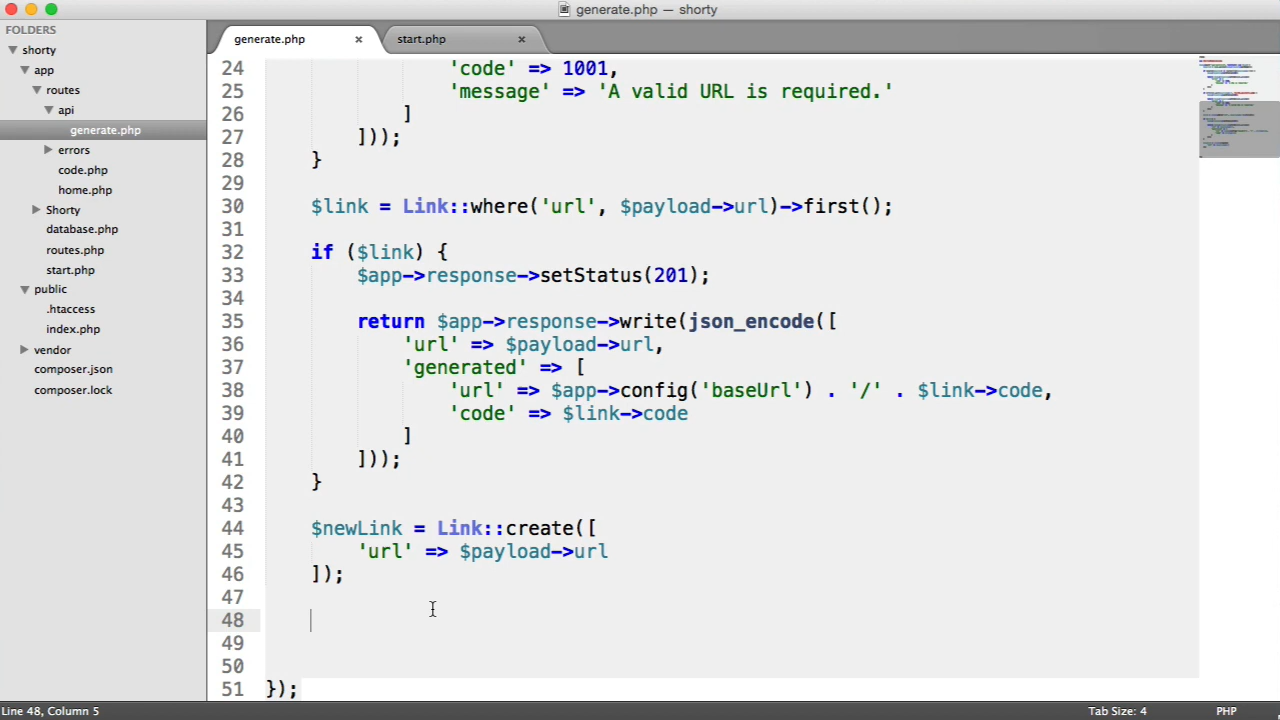 generate.php — shorty
FOLDERS
shorty
app
routes
api
generate.php
errors
code.php
home.php
Shorty
database.php
routes.php
start.php
public
.htaccess
index.php
vendor
composer.json
composer.lock
generate.php ×
start.php ×
24 'code' => 1001,
25 'message' => 'A valid URL is required.'
26 ]
27 ]));
28 }
29
30 $link = Link::where('url', $payload->url)->first();
31
32 if ($link) {
33 $app->response->setStatus(201);
34
35 return $app->response->write(json_encode([
36 'url' => $payload->url,
37 'generated' => [
38 'url' => $app->config('baseUrl') . '/' . $link->code,
39 'code' => $link->code
40 ]
41 ]));
42 }
43
44 $newLink = Link::create([
45 'url' => $payload->url
46 ]);
47
48
49
50
51 });
Line 48, Column 5
Tab Size: 4
PHP